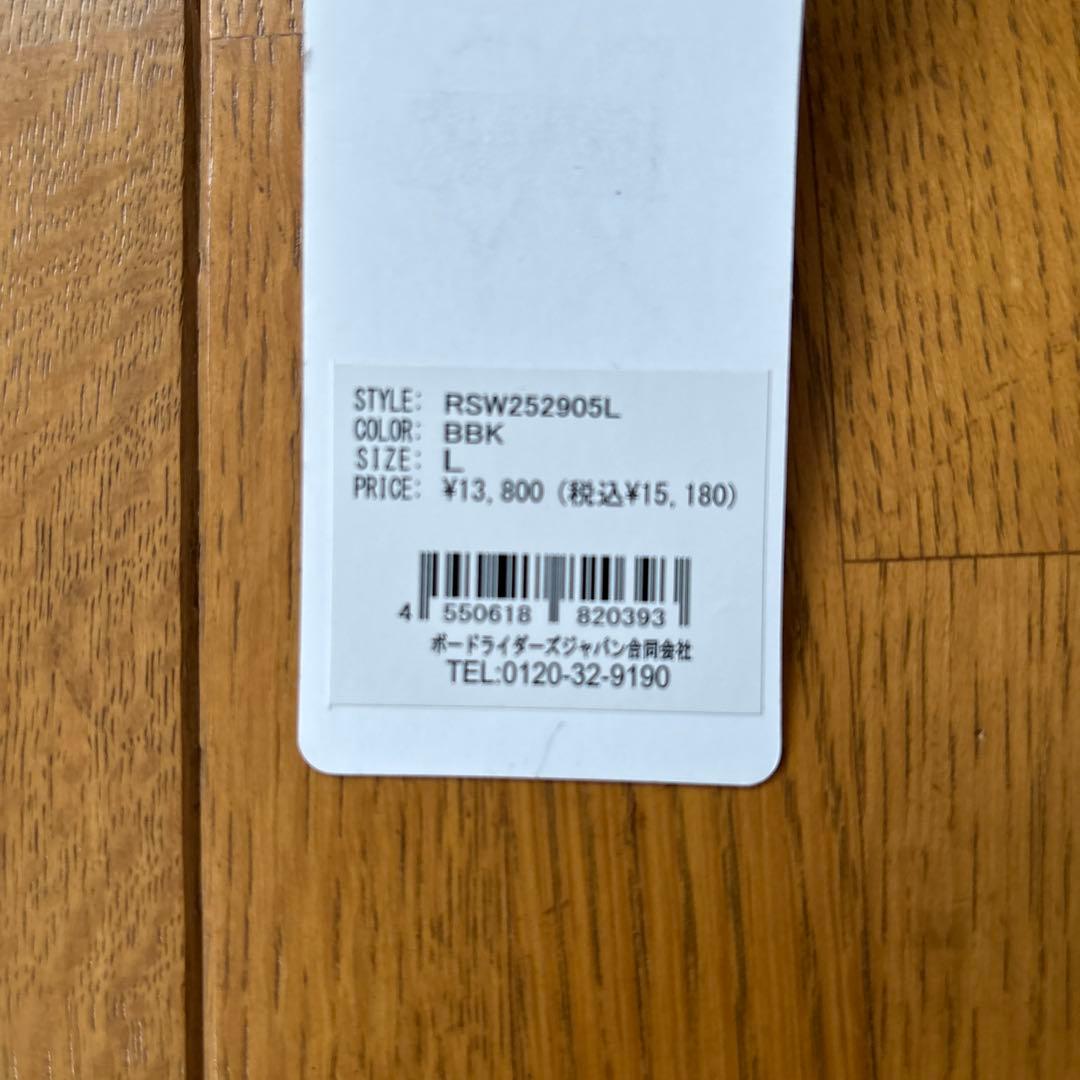 STYLE: RSW252905L
COLOR: BBK
SIZE: L
PRICE: ¥13,800 (税込¥15,180)
4 550618 820393
ボードライダーズジャパン合同会社
TEL:0120-32-9190